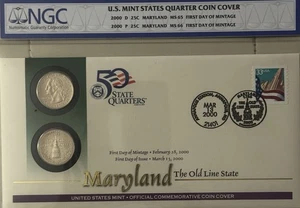 NGC
U.S. MINT STATES QUARTER COIN COVER
Numismatic Guaranty Corporation
2000 D 25C MARYLAND MS 65 FIRST DAY OF MINTAGE
2000 P 25C MARYLAND MS 66 FIRST DAY OF MINTAGE
50
STATE
QUARTERS
33
MAR
13
2000
21401
First Day of Mintage • February 28, 2000
First Day of Issue • March 13, 2000
Maryland
The Old Line State
UNITED STATES MINT • OFFICIAL COMMEMORATIVE COIN COVER